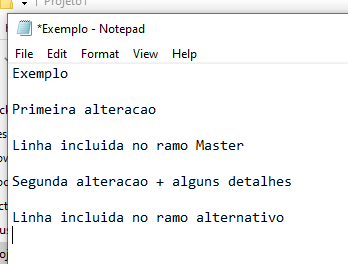 Projeto1
*Exemplo - Notepad
File Edit Format View Help
Exemplo
Primeira alteracao
Linha incluida no ramo Master
Segunda alteracao + alguns detalhes
Linha incluida no ramo alternativo